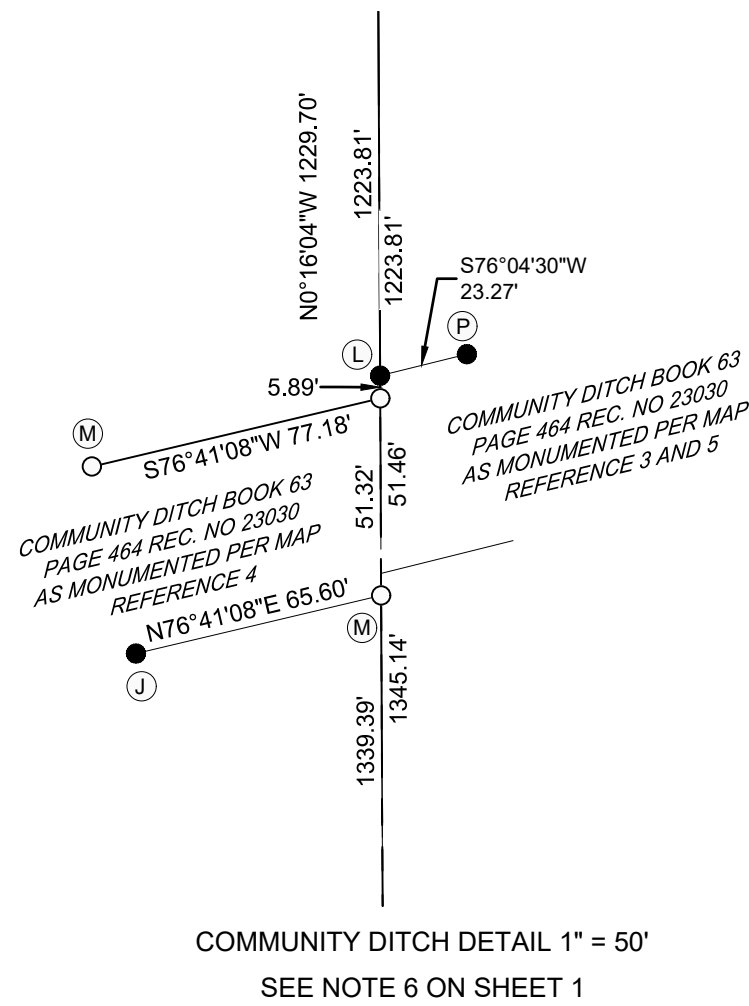 N0°16'04"W 1229.70'
1223.81'
1223.81'
S76°04'30"W
23.27'
P
L
5.89'
M
S76°41'08"W 77.18'
COMMUNITY DITCH BOOK 63
PAGE 464 REC. NO 23030
AS MONUMENTED PER MAP
REFERENCE 3 AND 5
51.32'
51.46'
COMMUNITY DITCH BOOK 63
PAGE 464 REC. NO 23030
AS MONUMENTED PER MAP
REFERENCE 4
N76°41'08"E 65.60'
M
J
1339.39'
1345.14'
COMMUNITY DITCH DETAIL 1" = 50'
SEE NOTE 6 ON SHEET 1